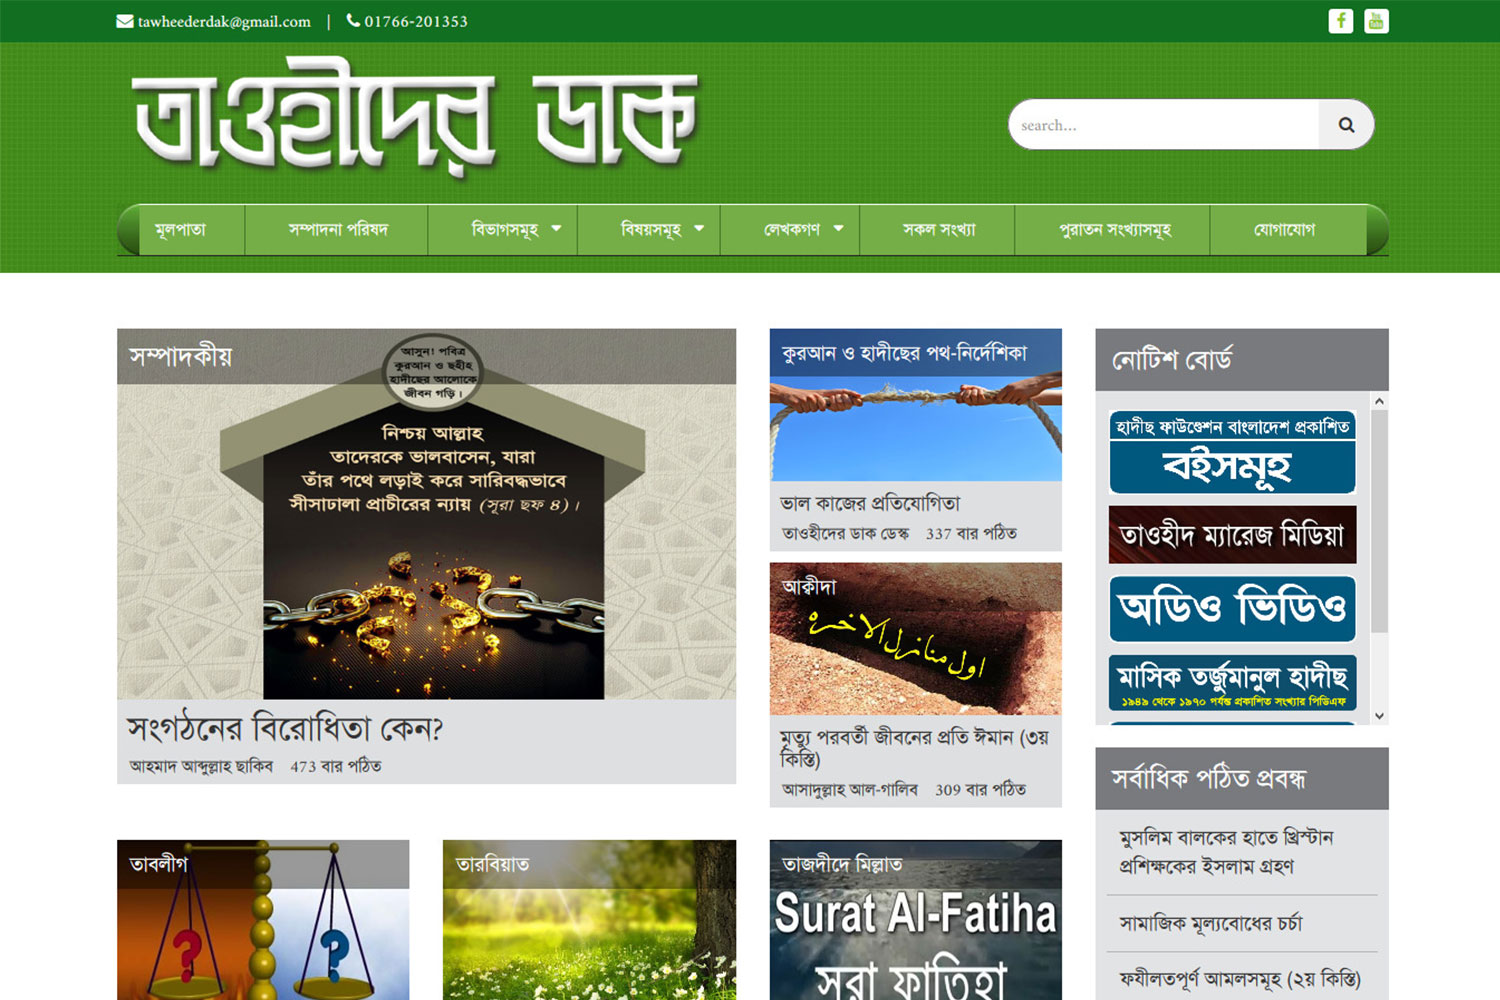 tawheederdak@gmail.com | 01766-201353
তাওহীদের ডাক
search...
মূলপাতা
সম্পাদনা পরিষদ
বিভাগসমূহ
বিষয়সমূহ
লেখকগণ
সকল সংখ্যা
পুরাতন সংখ্যাসমূহ
যোগাযোগ
সম্পাদকীয়
আসুন! পবিত্র
কুরআন ও ছহীহ
হাদীছের আলোকে
জীবন গড়ি।
নিশ্চয় আল্লাহ
তাদেরকে ভালবাসেন, যারা
তাঁর পথে লড়াই করে সারিবদ্ধভাবে
সীসাঢালা প্রাচীরের ন্যায় (সূরা ছফ ৪)।
সংগঠনের বিরোধিতা কেন?
আহমাদ আব্দুল্লাহ ছাকিব 473 বার পঠিত
কুরআন ও হাদীছের পথ-নির্দেশিকা
ভাল কাজের প্রতিযোগিতা
তাওহীদের ডাক ডেস্ক 337 বার পঠিত
আক্বীদা
اول منازل الاخره
মৃত্যু পরবর্তী জীবনের প্রতি ঈমান (৩য়
কিস্তি)
আসাদুল্লাহ আল-গালিব 309 বার পঠিত
নোটিশ বোর্ড
হাদীছ ফাউণ্ডেশন বাংলাদেশ প্রকাশিত
বইসমূহ
তাওহীদ ম্যারেজ মিডিয়া
অডিও ভিডিও
মাসিক তর্জুমানুল হাদীছ
১৯৪৯ থেকে ১৯৭০ পর্যন্ত প্রকাশিত সংখ্যার পিডিএফ
সর্বাধিক পঠিত প্রবন্ধ
মুসলিম বালকের হাতে খ্রিস্টান
প্রশিক্ষকের ইসলাম গ্রহণ
সামাজিক মূল্যবোধের চর্চা
ফযীলতপূর্ণ আমলসমূহ (২য় কিস্তি)
তাবলীগ
তারবিয়াত
তাজদীদে মিল্লাত
Surat Al-Fatiha
সূরা ফাতিহা